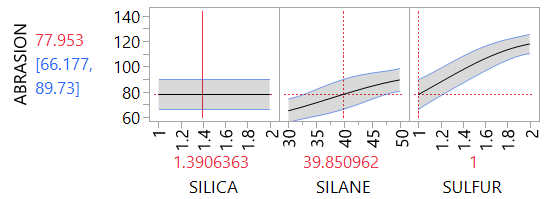 ABRASION
77.953
[66.177,
89.73]
140
120
100
80
60
1 1.2 1.4 1.6 1.8 2
30 35 40 45 50
1 1.2 1.4 1.6 1.8 2
1.3906363 39.850962 1
SILICA SILANE SULFUR